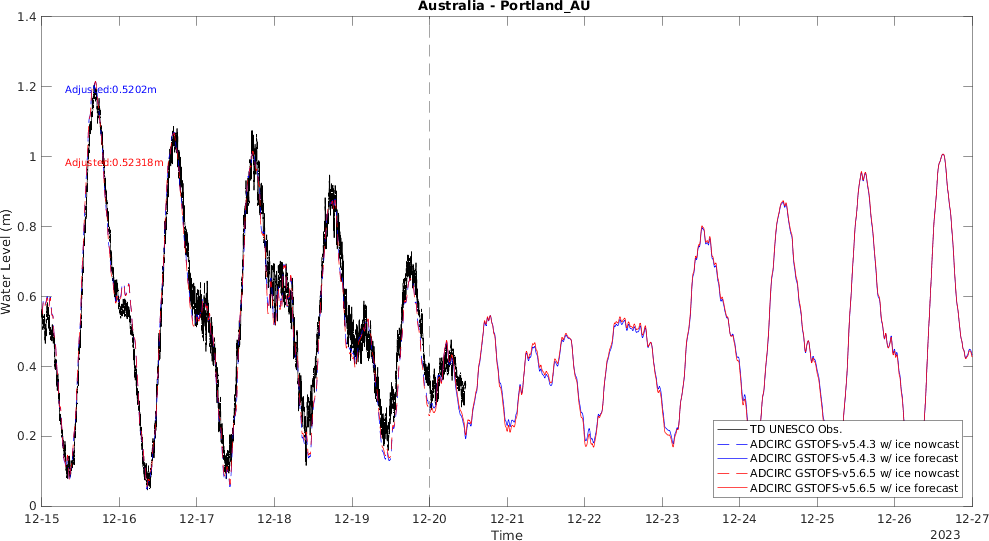 Australia - Portland_AU
1.4
1.2
1
0.8
0.6
0.4
0.2
0
Water Level (m)
Adjusted:0.5202m
Adjusted:0.52318m
TD UNESCO Obs.
ADCIRC GSTOFS-v5.4.3 w/ ice nowcast
ADCIRC GSTOFS-v5.4.3 w/ ice forecast
ADCIRC GSTOFS-v5.6.5 w/ ice nowcast
ADCIRC GSTOFS-v5.6.5 w/ ice forecast
12-15 12-16 12-17 12-18 12-19 12-20 12-21 12-22 12-23 12-24 12-25 12-26 12-27
Time
2023